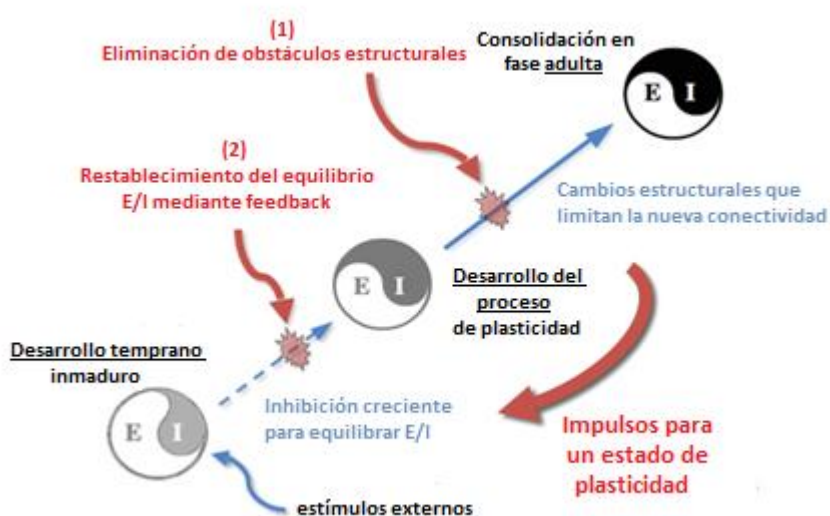 (1)
Eliminación de obstáculos estructurales
Consolidación en
fase adulta
E I
(2)
Restablecimiento del equilibrio
E/I mediante feedback
Cambios estructurales que
limitan la nueva conectividad
E I
Desarrollo del
proceso
de plasticidad
Desarrollo temprano
inmaduro
E I
Inhibición creciente
para equilibrar E/I
Impulsos para
un estado de
plasticidad
estímulos externos